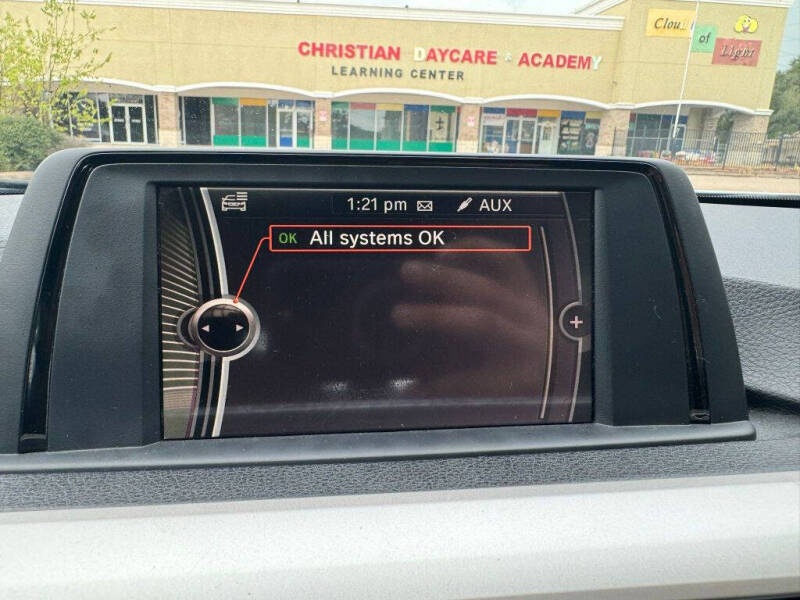 CHRISTIAN DAYCARE & ACADEMY
LEARNING CENTER
Cloud
of
Light
1:21 pm AUX
OK All systems OK